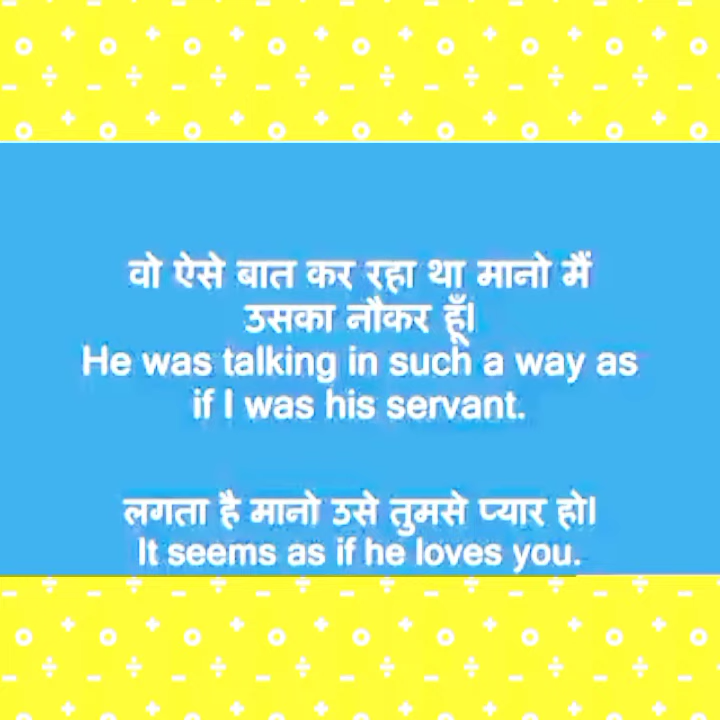 वो ऐसे बात कर रहा था मानो मैं
उसका नौकर हूँ।
He was talking in such a way as
if I was his servant.
लगता है मानो उसे तुमसे प्यार हो।
It seems as if he loves you.